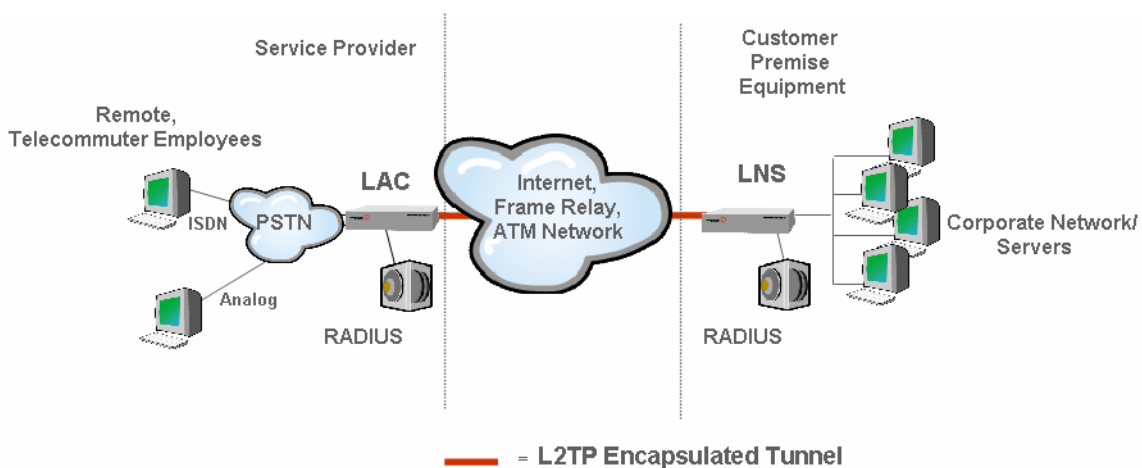 Service Provider
Customer
Premise
Equipment
Remote,
Telecommuter Employees
LAC
Internet,
Frame Relay,
ATM Network
LNS
ISDN
PSTN
Corporate Network/
Servers
Analog
RADIUS
RADIUS
= L2TP Encapsulated Tunnel